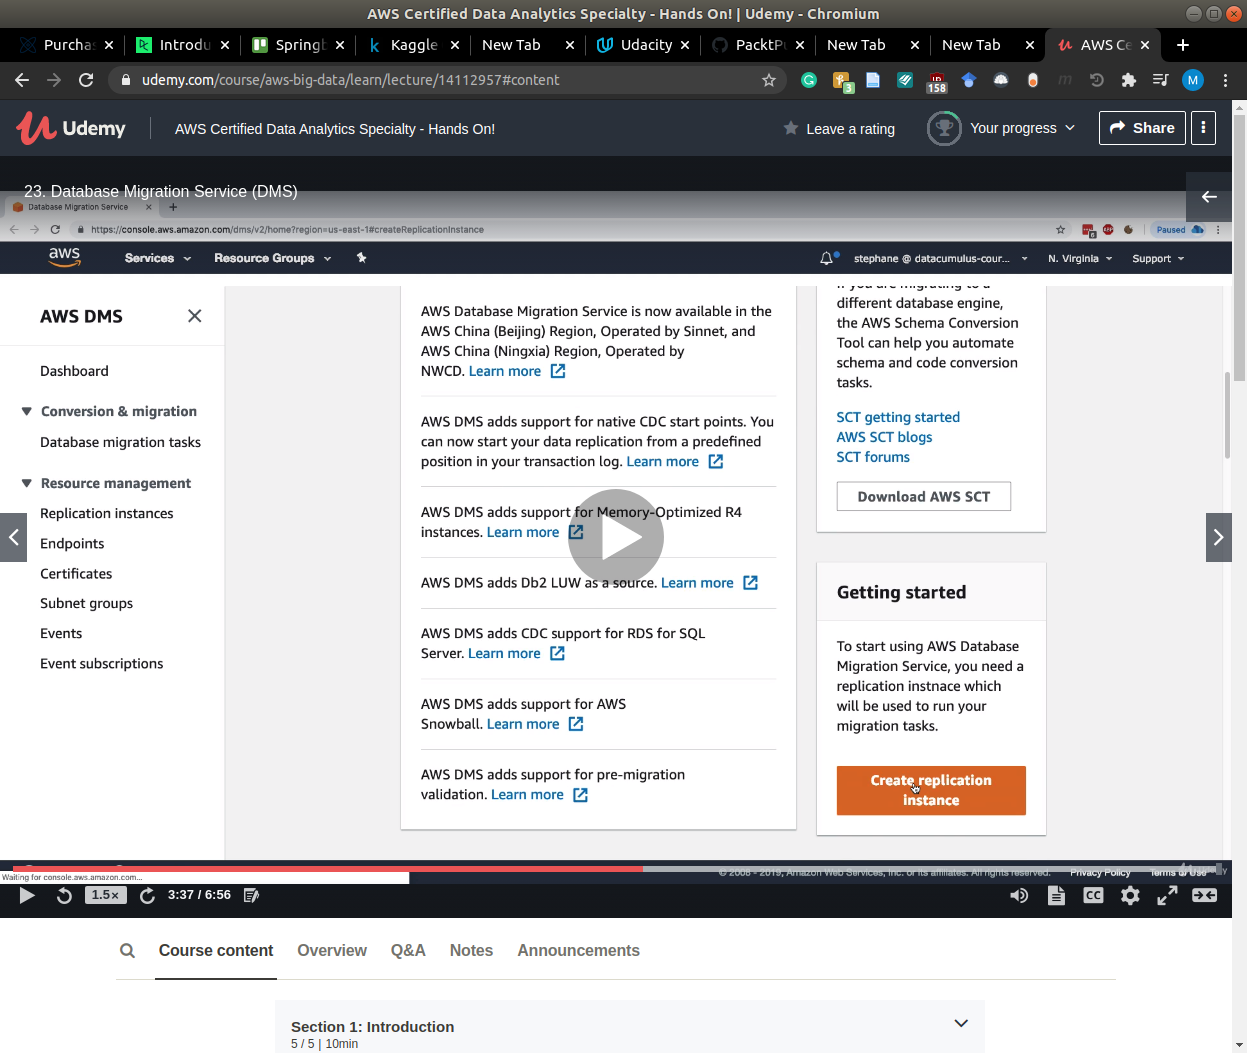 AWS Certified Data Analytics Specialty - Hands On! | Udemy - Chromium
Purchas
Introdu
Springb
Kaggle
New Tab
Udacity
PacktPu
New Tab
New Tab
AWS Ce
udemy.com/course/aws-big-data/learn/lecture/14112957#content
3
158
M
Udemy
AWS Certified Data Analytics Specialty - Hands On!
Leave a rating
Your progress
Share
23. Database Migration Service (DMS)
Database Migration Service
https://console.aws.amazon.com/dms/v2/home?region=us-east-1#createReplicationInstance
Paused
aws
Services
Resource Groups
stephane @ datacumulus-cour...
N. Virginia
Support
AWS DMS
Dashboard
Conversion & migration
Database migration tasks
Resource management
Replication instances
Endpoints
Certificates
Subnet groups
Events
Event subscriptions
AWS Database Migration Service is now available in the
AWS China (Beijing) Region, Operated by Sinnet, and
AWS China (Ningxia) Region, Operated by
NWCD. Learn more
AWS DMS adds support for native CDC start points. You
can now start your data replication from a predefined
position in your transaction log. Learn more
AWS DMS adds support for Memory-Optimized R4
instances. Learn more
AWS DMS adds Db2 LUW as a source. Learn more
AWS DMS adds CDC support for RDS for SQL
Server. Learn more
AWS DMS adds support for AWS
Snowball. Learn more
AWS DMS adds support for pre-migration
validation. Learn more
If you are migrating to a
different database engine,
the AWS Schema Conversion
Tool can help you automate
schema and code conversion
tasks.
SCT getting started
AWS SCT blogs
SCT forums
Download AWS SCT
Getting started
To start using AWS Database
Migration Service, you need a
replication instnace which
will be used to run your
migration tasks.
Create replication
instance
Waiting for console.aws.amazon.com...
© 2008 - 2019, Amazon Web Services, Inc. or its affiliates. All rights reserved.
Privacy Policy
Terms of Use
1.5×
3:37 / 6:56
CC
Course content
Overview
Q&A
Notes
Announcements
Section 1: Introduction
5 / 5 | 10min